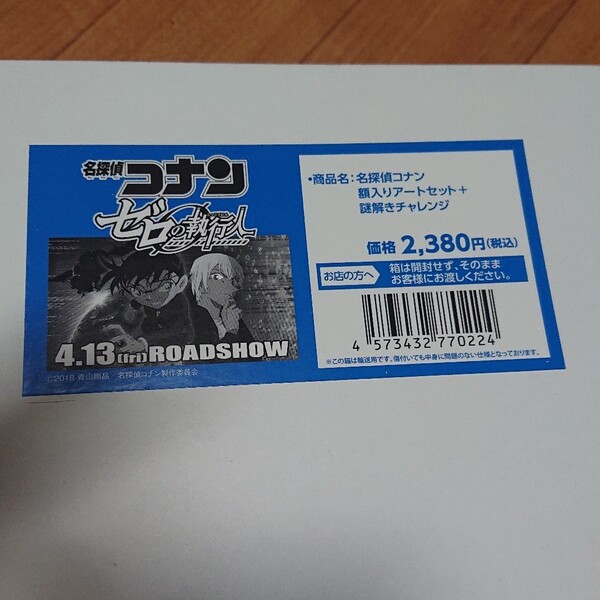 名探偵
コナン
ゼロの執行人
4.13(FRI)ROADSHOW
©2018 青山剛昌/名探偵コナン製作委員会
・商品名:名探偵コナン
額入りアートセット+
謎解きチャレンジ
価格 2,380円(税込)
お店の方へ
箱は開封せず、そのまま
お客様にお渡しください。
4 573432 770224
※この箱は輸送用です。傷付いても中身に問題のない仕様となっております。